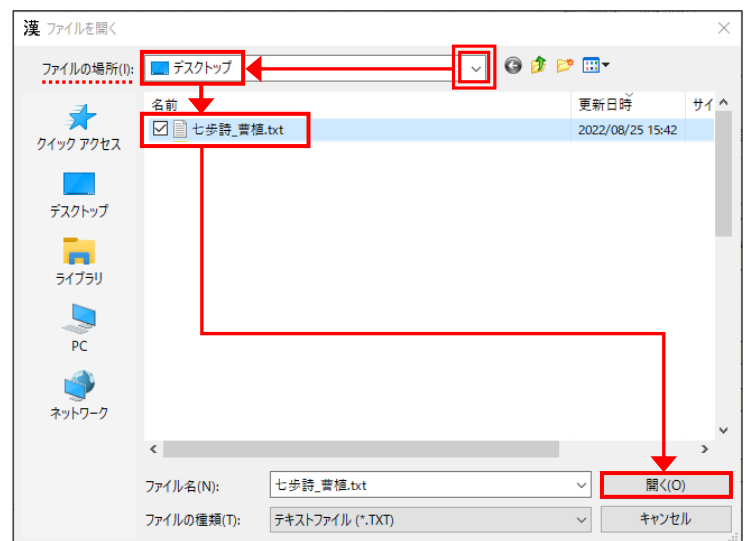 漢 ファイルを開く
ファイルの場所(I): デスクトップ
名前 更新日時 サイ
七歩詩_曹植.txt 2022/08/25 15:42
クイック アクセス
デスクトップ
ライブラリ
PC
ネットワーク
ファイル名(N): 七歩詩_曹植.txt 開く(O)
ファイルの種類(T): テキストファイル (*.TXT) キャンセル